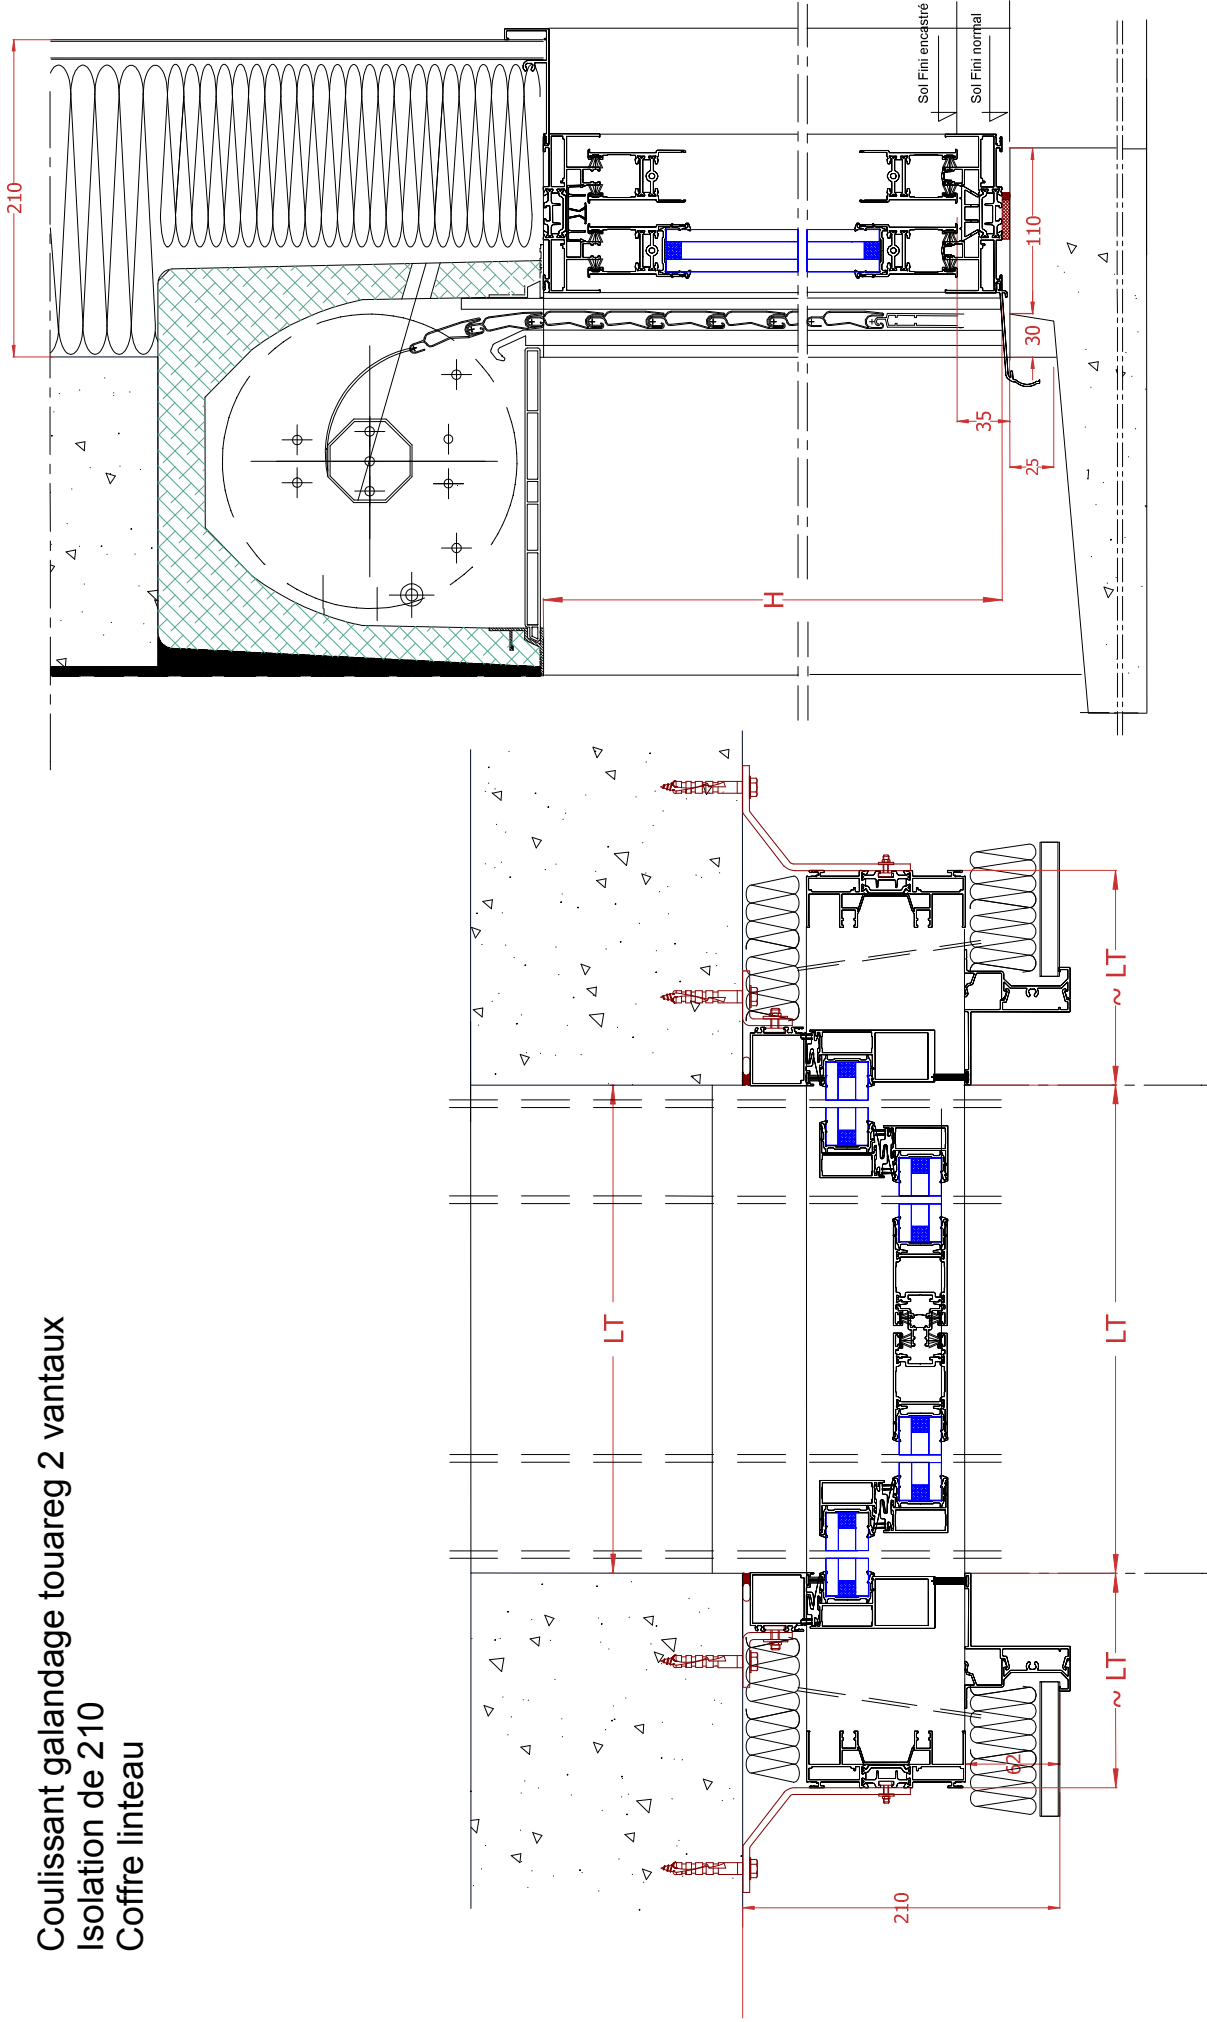 Coulissant galandage touareg 2 vantaux
Isolation de 210
Coffre linteau
210
Sol Fini encastré
Sol Fini normal
110
30
35
25
H
LT
~ LT
LT
~ LT
62
210